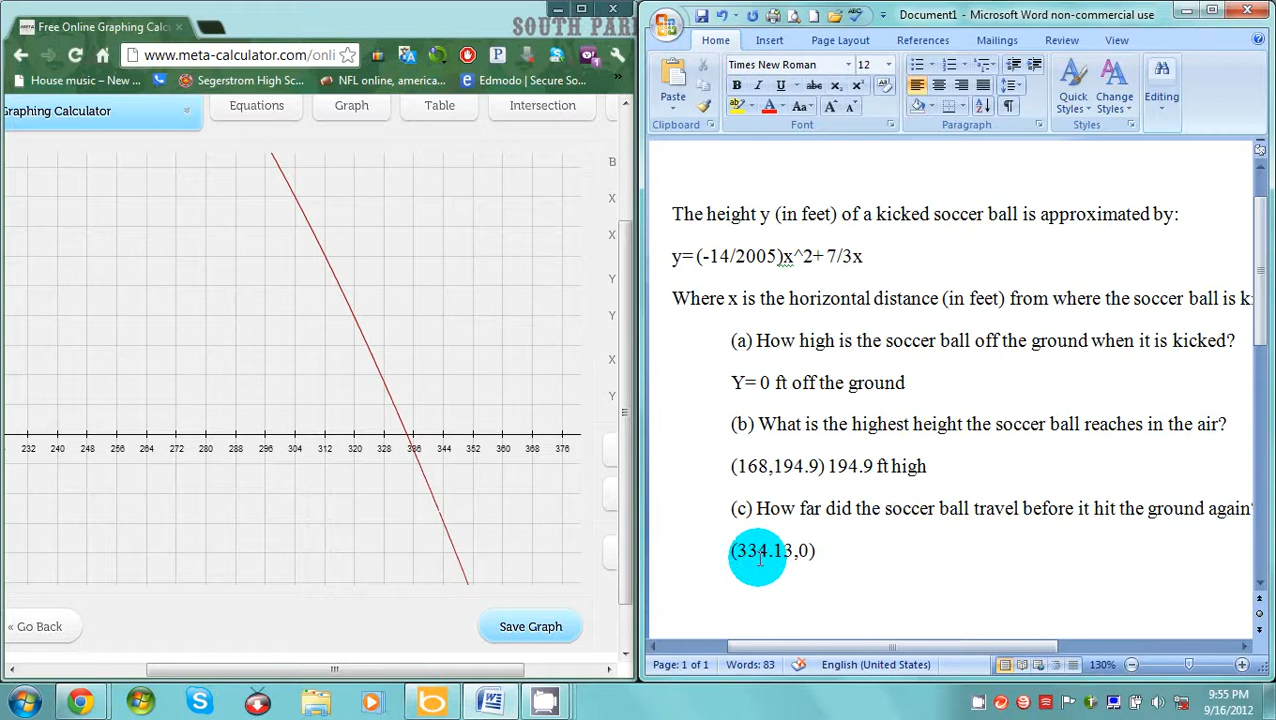 SOUTH PARK
Free Online Graphing Calcu
www.meta-calculator.com/onli
House music – New ...
Segerstrom High Sc...
NFL online, america...
Edmodo | Secure So...
»
Graphing Calculator
Equations
Graph
Table
Intersection
B
X
X
Y
Y
X
Y
232 240 248 256 264 272 280 288 296 304 312 320 328 336 344 352 360 368 376
« Go Back
Save Graph
Document1 - Microsoft Word non-commercial use
Home
Insert
Page Layout
References
Mailings
Review
View
Paste
Clipboard
Times New Roman
12
B I U abc x₂ x²
ab A Aa A A
Font
Paragraph
Quick Styles
Change Styles
Styles
Editing
The height y (in feet) of a kicked soccer ball is approximated by:
y=(-14/2005)x^2+ 7/3x
Where x is the horizontal distance (in feet) from where the soccer ball is ki
(a) How high is the soccer ball off the ground when it is kicked?
Y= 0 ft off the ground
(b) What is the highest height the soccer ball reaches in the air?
(168,194.9) 194.9 ft high
(c) How far did the soccer ball travel before it hit the ground again?
(334.13,0)
Page: 1 of 1
Words: 83
English (United States)
130%
9:55 PM
9/16/2012